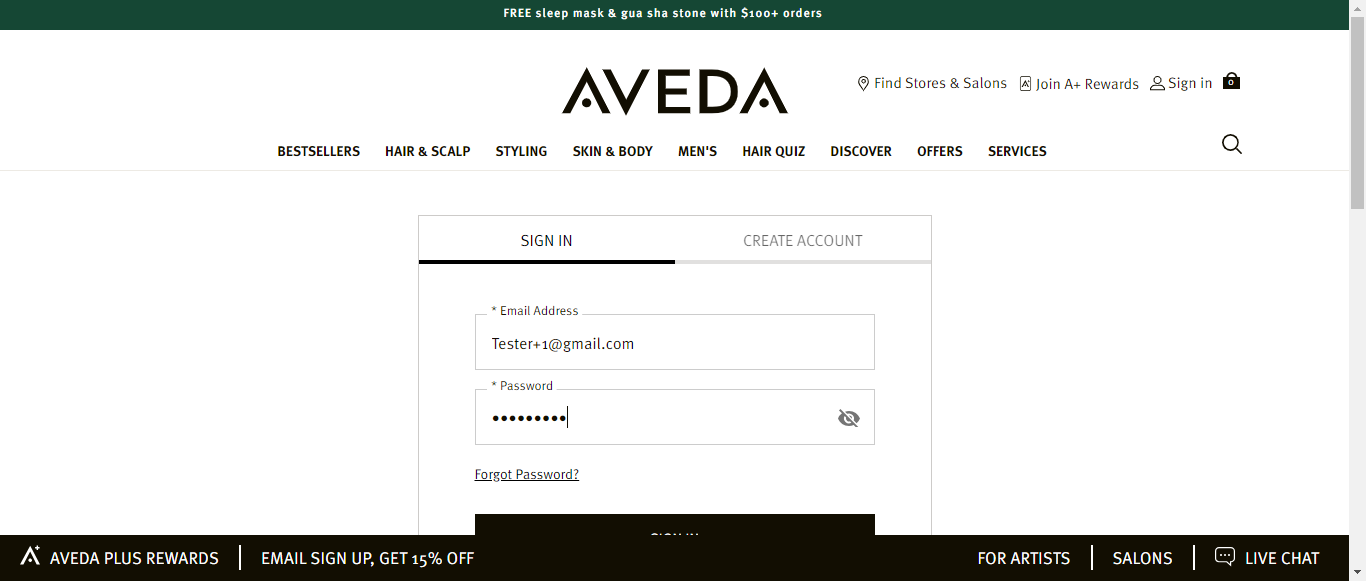 FREE sleep mask & gua sha stone with $100+ orders
AVEDA
Find Stores & Salons Join A+ Rewards Sign in 0
BESTSELLERS HAIR & SCALP STYLING SKIN & BODY MEN'S HAIR QUIZ DISCOVER OFFERS SERVICES
SIGN IN CREATE ACCOUNT
* Email Address
Tester+1@gmail.com
* Password
•••••••••
Forgot Password?
SIGN IN
AVEDA PLUS REWARDS EMAIL SIGN UP, GET 15% OFF FOR ARTISTS SALONS LIVE CHAT